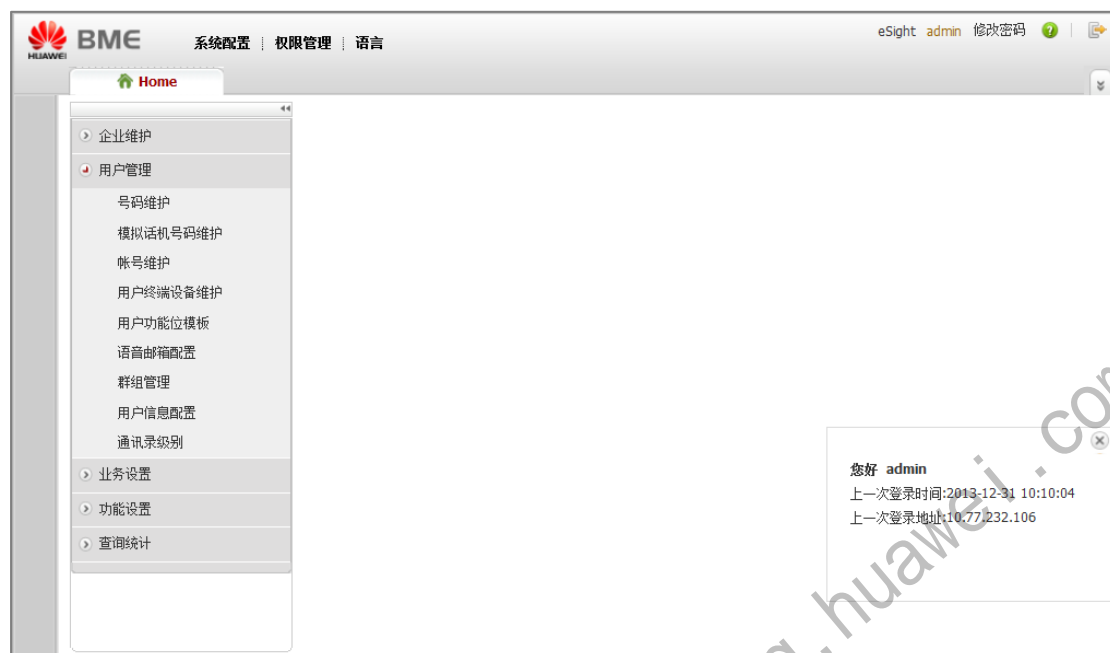 HUAWEI
BME 系统配置 权限管理 语言 eSight admin 修改密码
Home
企业维护
用户管理
号码维护
模拟话机号码维护
帐号维护
用户终端设备维护
用户功能位模板
语音邮箱配置
群组管理
用户信息配置
通讯录级别
业务设置
功能设置
查询统计
您好 admin
上一次登录时间:2013-12-31 10:10:04
上一次登录地址:10.77.232.106
.huawei.com